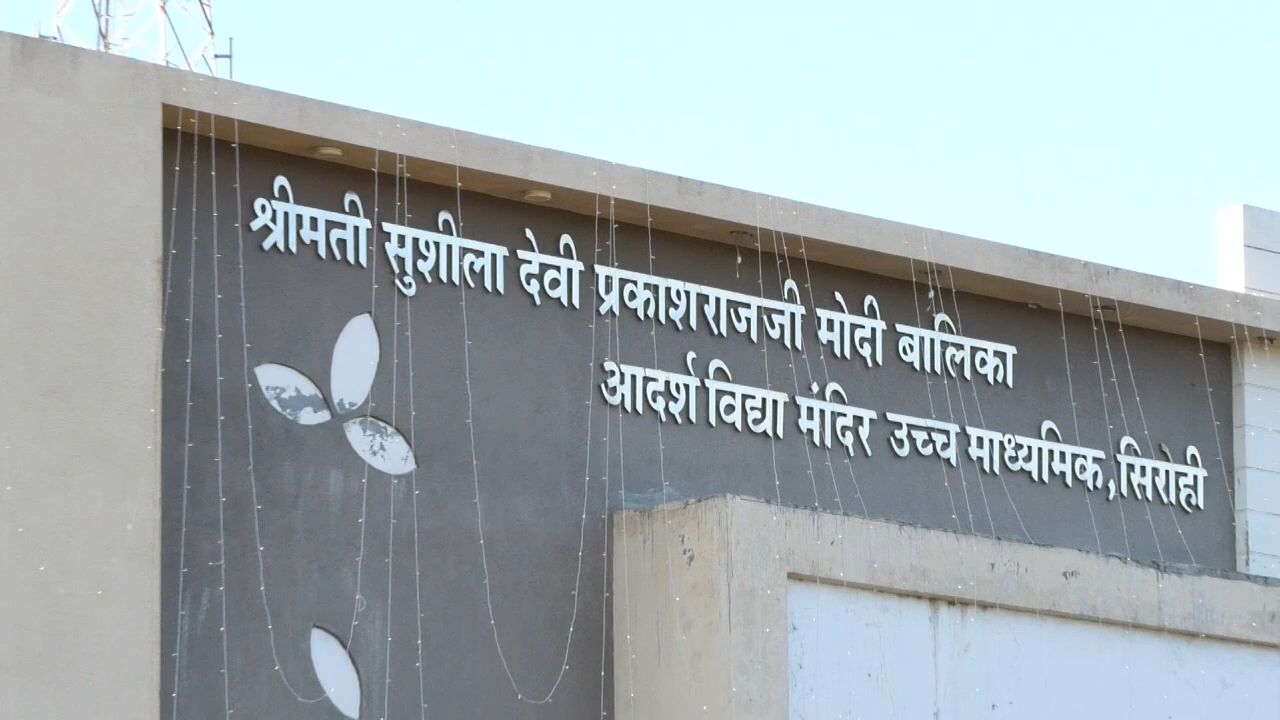 श्रीमती सुशीला देवी प्रकाशराजजी मोदी बालिका
आदर्श विद्या मंदिर उच्च माध्यमिक,सिरोही